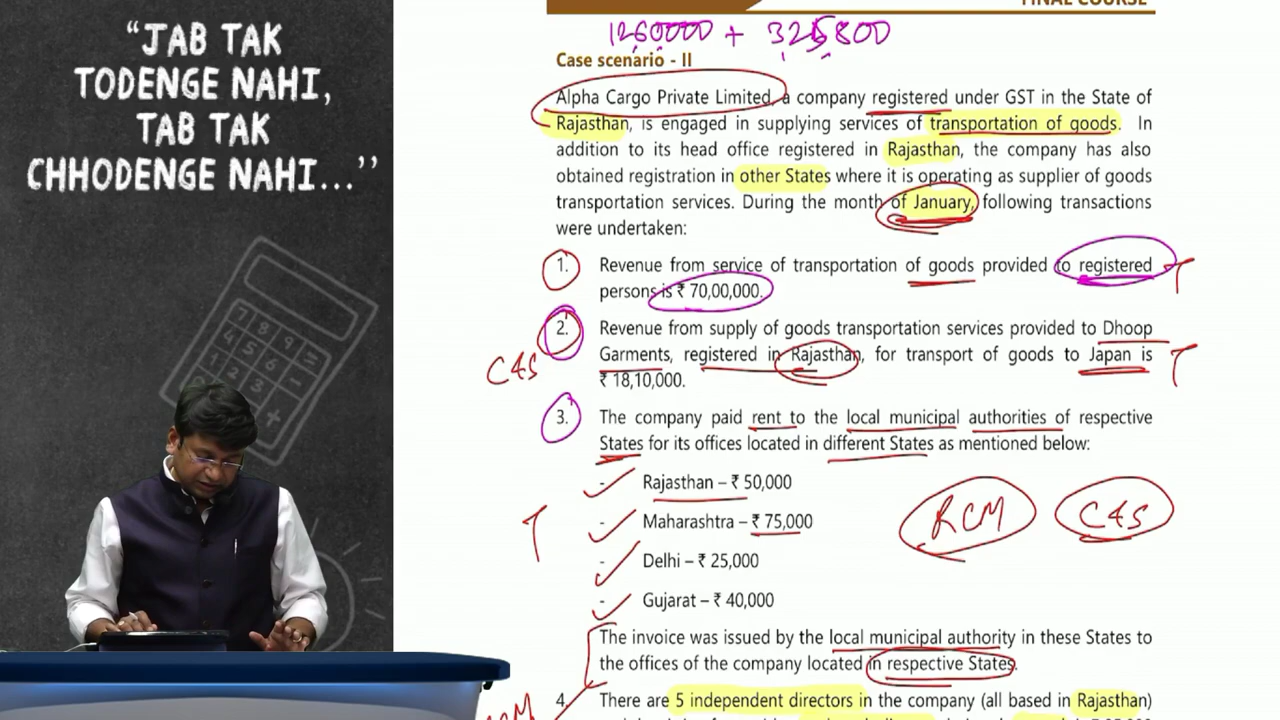 “JAB TAK
TODENGE NAHI,
TAB TAK
CHHODENGE NAHI...’’
FINAL COURSE
1260000 + 325800
Case scenario - II
Alpha Cargo Private Limited, a company registered under GST in the State of
Rajasthan, is engaged in supplying services of transportation of goods. In
addition to its head office registered in Rajasthan, the company has also
obtained registration in other States where it is operating as supplier of goods
transportation services. During the month of January, following transactions
were undertaken:
1. Revenue from service of transportation of goods provided to registered T
persons is ₹ 70,00,000.
2. Revenue from supply of goods transportation services provided to Dhoop
C&S Garments, registered in Rajasthan, for transport of goods to Japan is T
₹ 18,10,000.
3. The company paid rent to the local municipal authorities of respective
States for its offices located in different States as mentioned below:
- Rajasthan – ₹ 50,000
T - Maharashtra – ₹ 75,000 RCM C&S
- Delhi – ₹ 25,000
- Gujarat – ₹ 40,000
The invoice was issued by the local municipal authority in these States to
the offices of the company located in respective States.
4. There are 5 independent directors in the company (all based in Rajasthan)